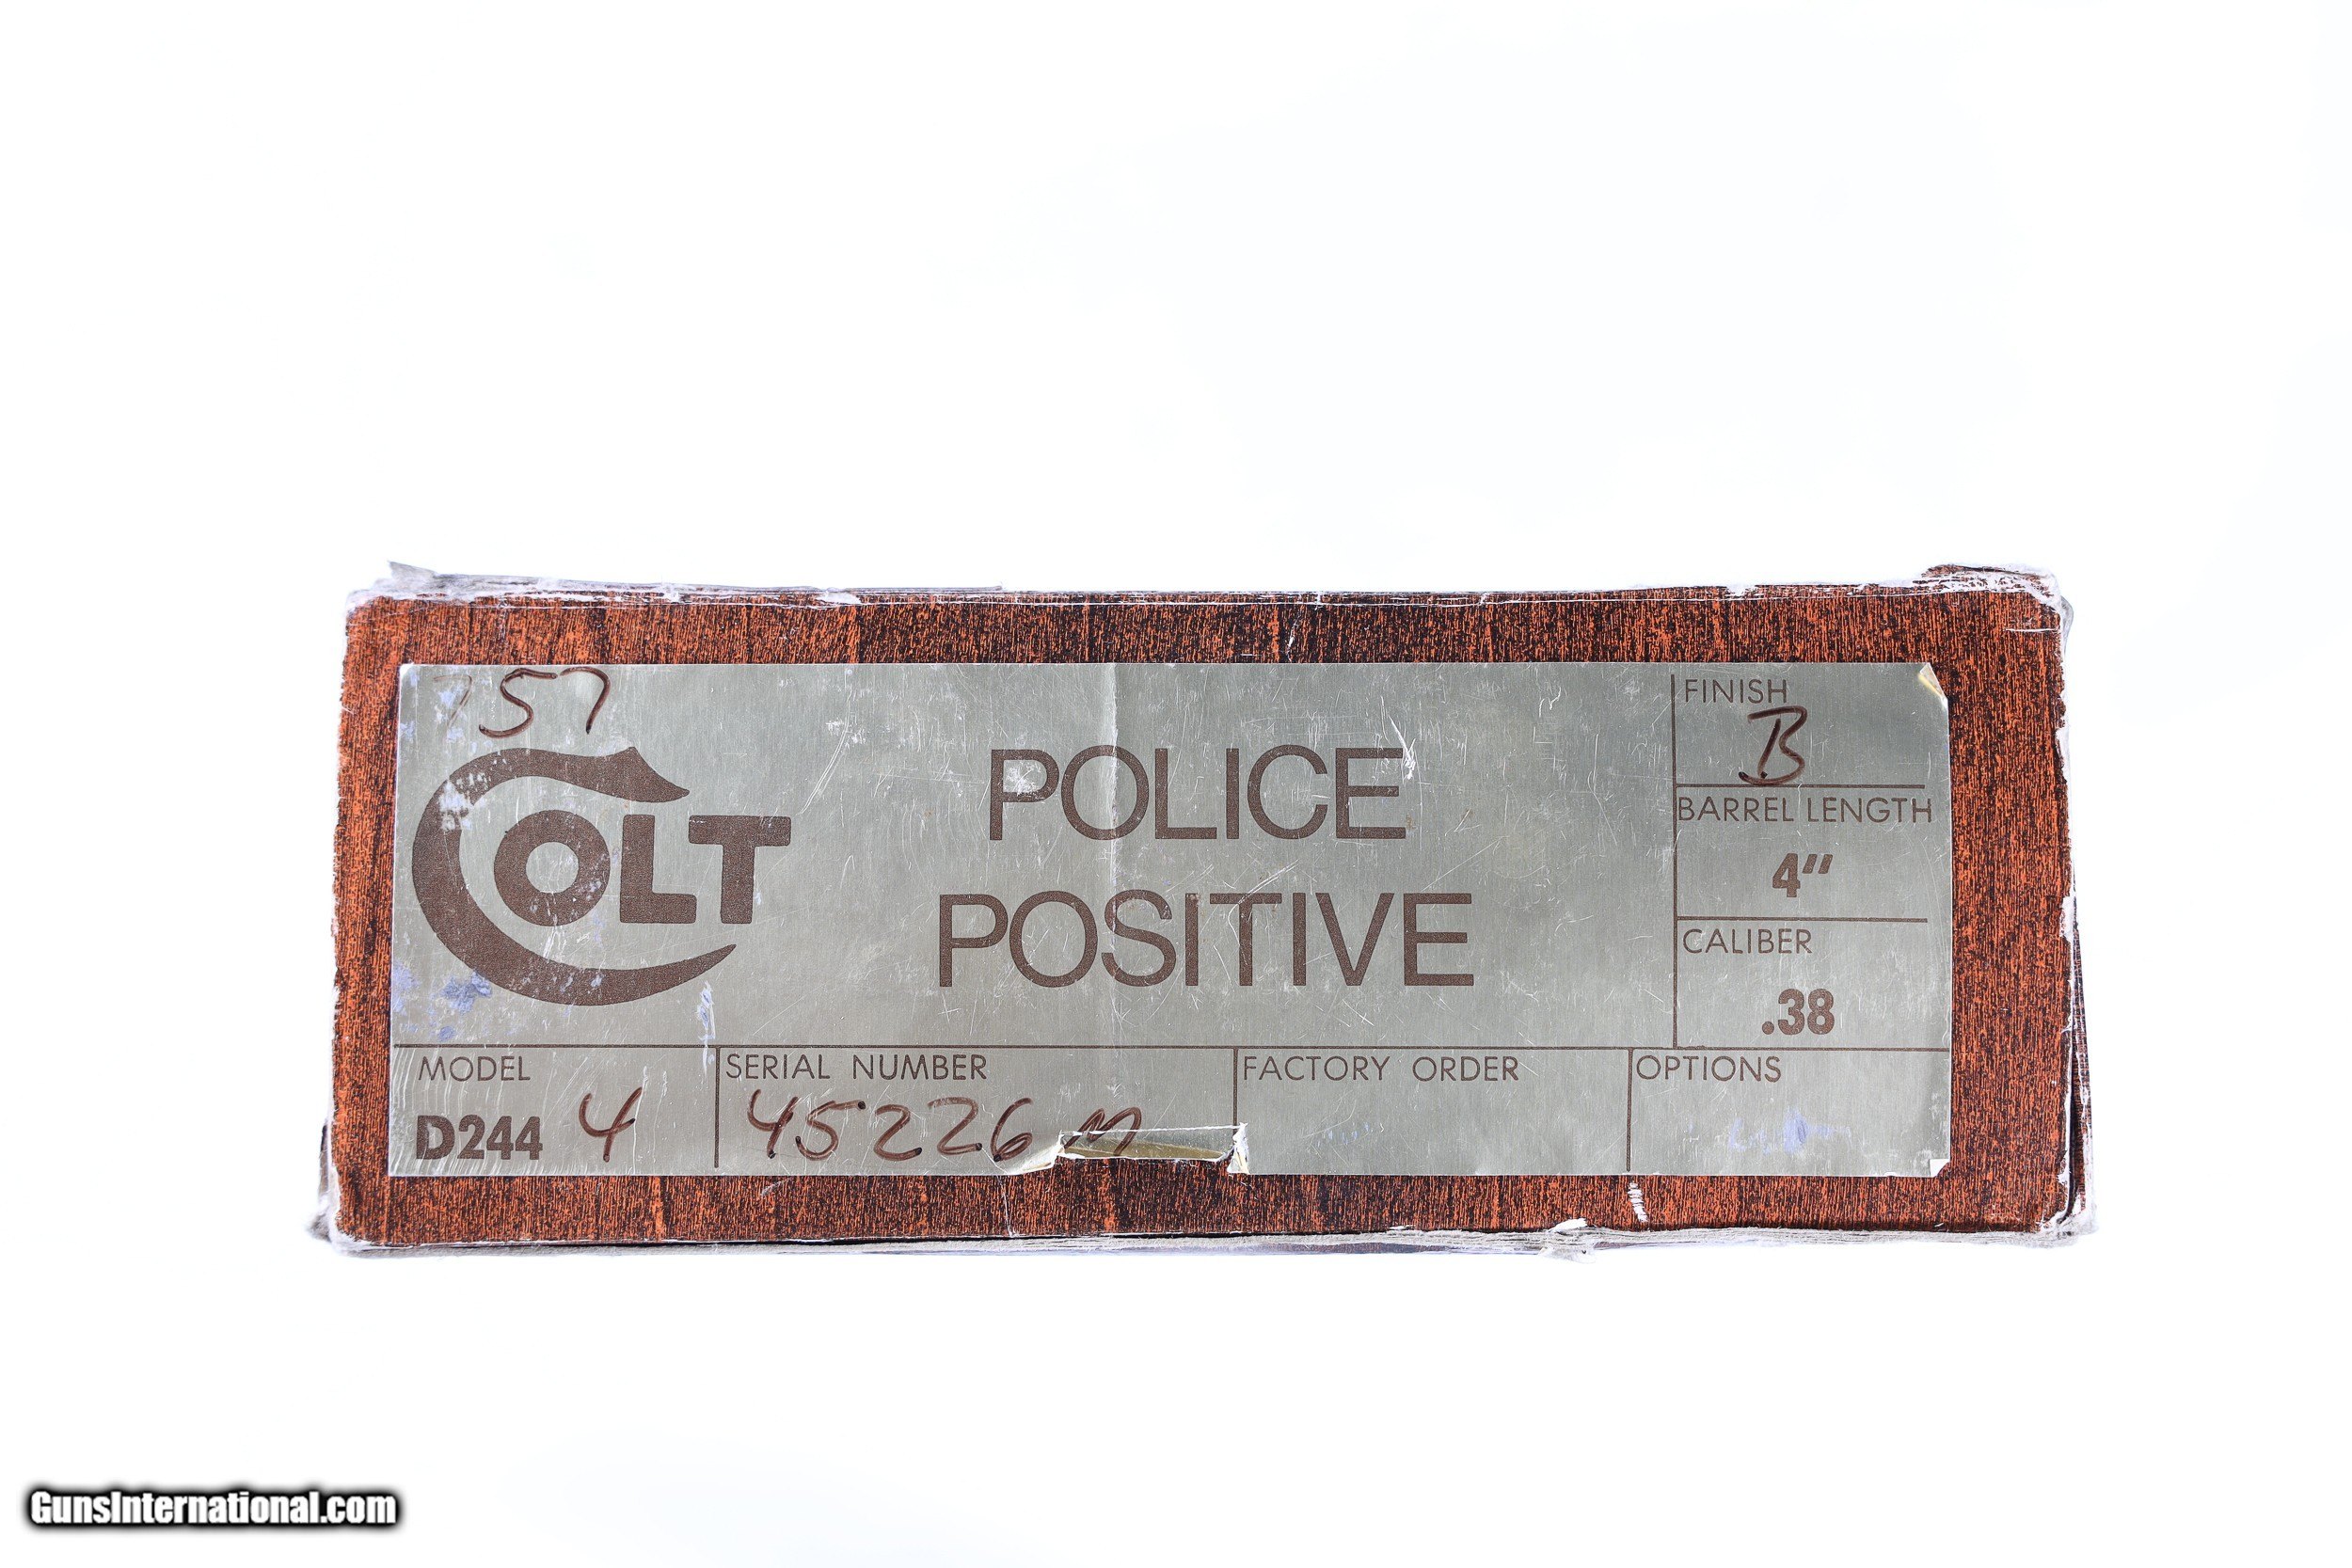 757
COLT
POLICE
POSITIVE
FINISH
B
BARREL LENGTH
4"
CALIBER
.38
MODEL
D244 4
SERIAL NUMBER
45226 M
FACTORY ORDER
OPTIONS
GunsInternational.com